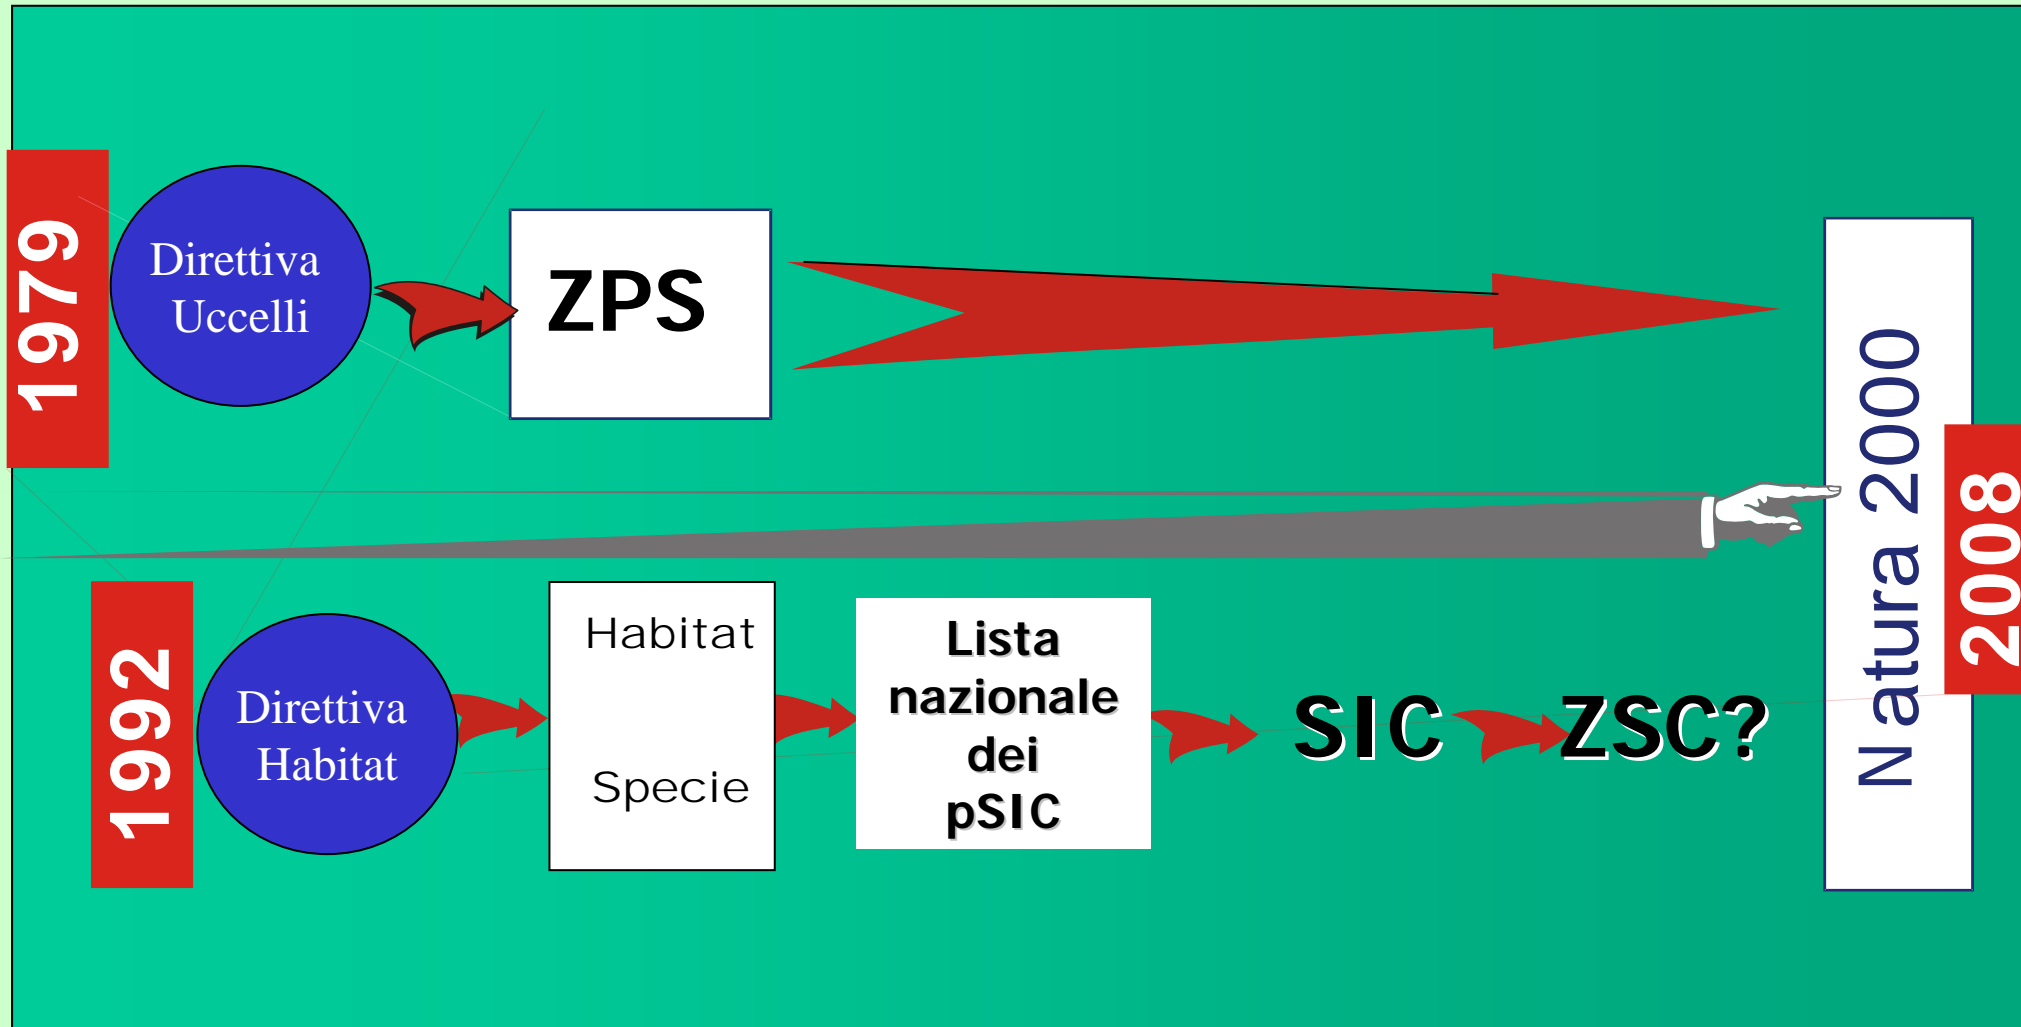 1979
Direttiva
Uccelli
ZPS
1992
Direttiva
Habitat
Habitat
Specie
Lista
nazionale
dei
pSIC
SIC
ZSC?
Natura 2000
2008